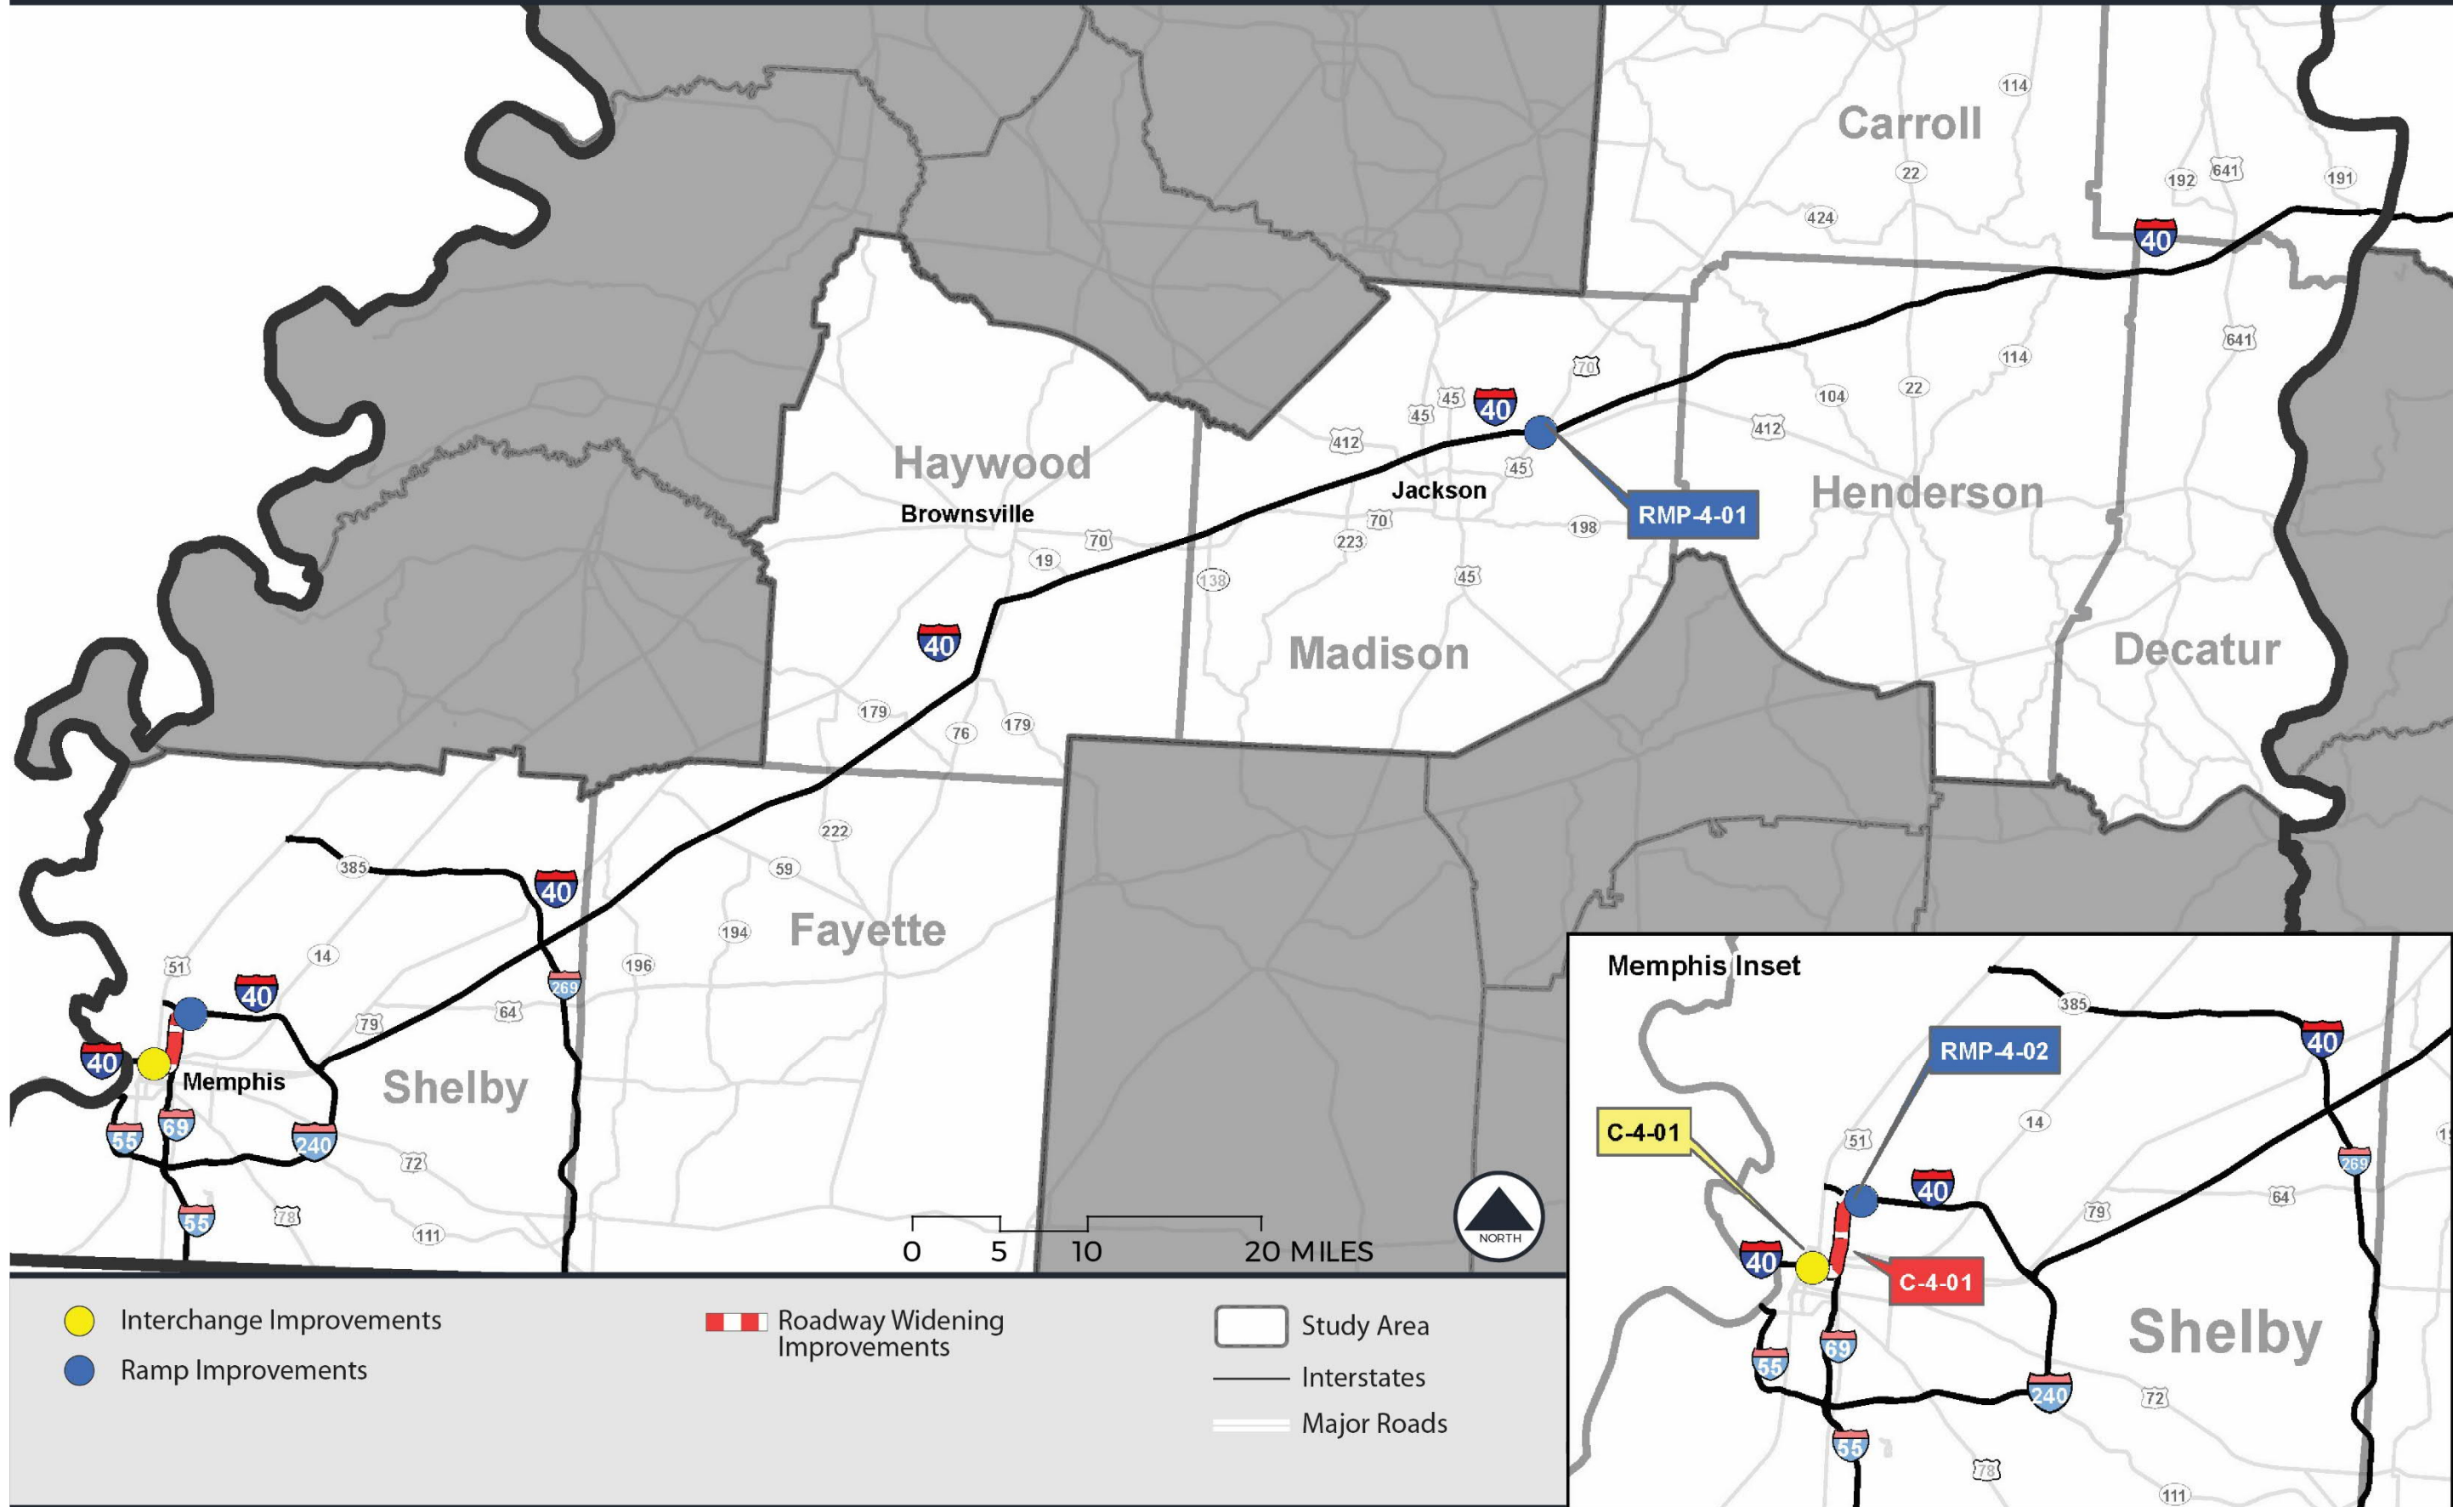 114
Carroll
22
192
641
191
424
40
641
70
114
45
40
104
22
45
412
412
Haywood
45
Jackson
Henderson
Brownsville
RMP-4-01
70
198
70
223
19
138
45
40
Madison
Decatur
179
179
76
222
385
59
40
Fayette
194
14
196
51
269
40
64
79
40
Memphis
Shelby
69
55
240
72
55
78
111
0 5 10 20 MILES
NORTH
Memphis Inset
385
40
RMP-4-02
C-4-01
14
51
269
40
64
79
40
C-4-01
Shelby
69
55
240
72
55
78
111
Interchange Improvements
Ramp Improvements
Roadway Widening
Improvements
Study Area
Interstates
Major Roads